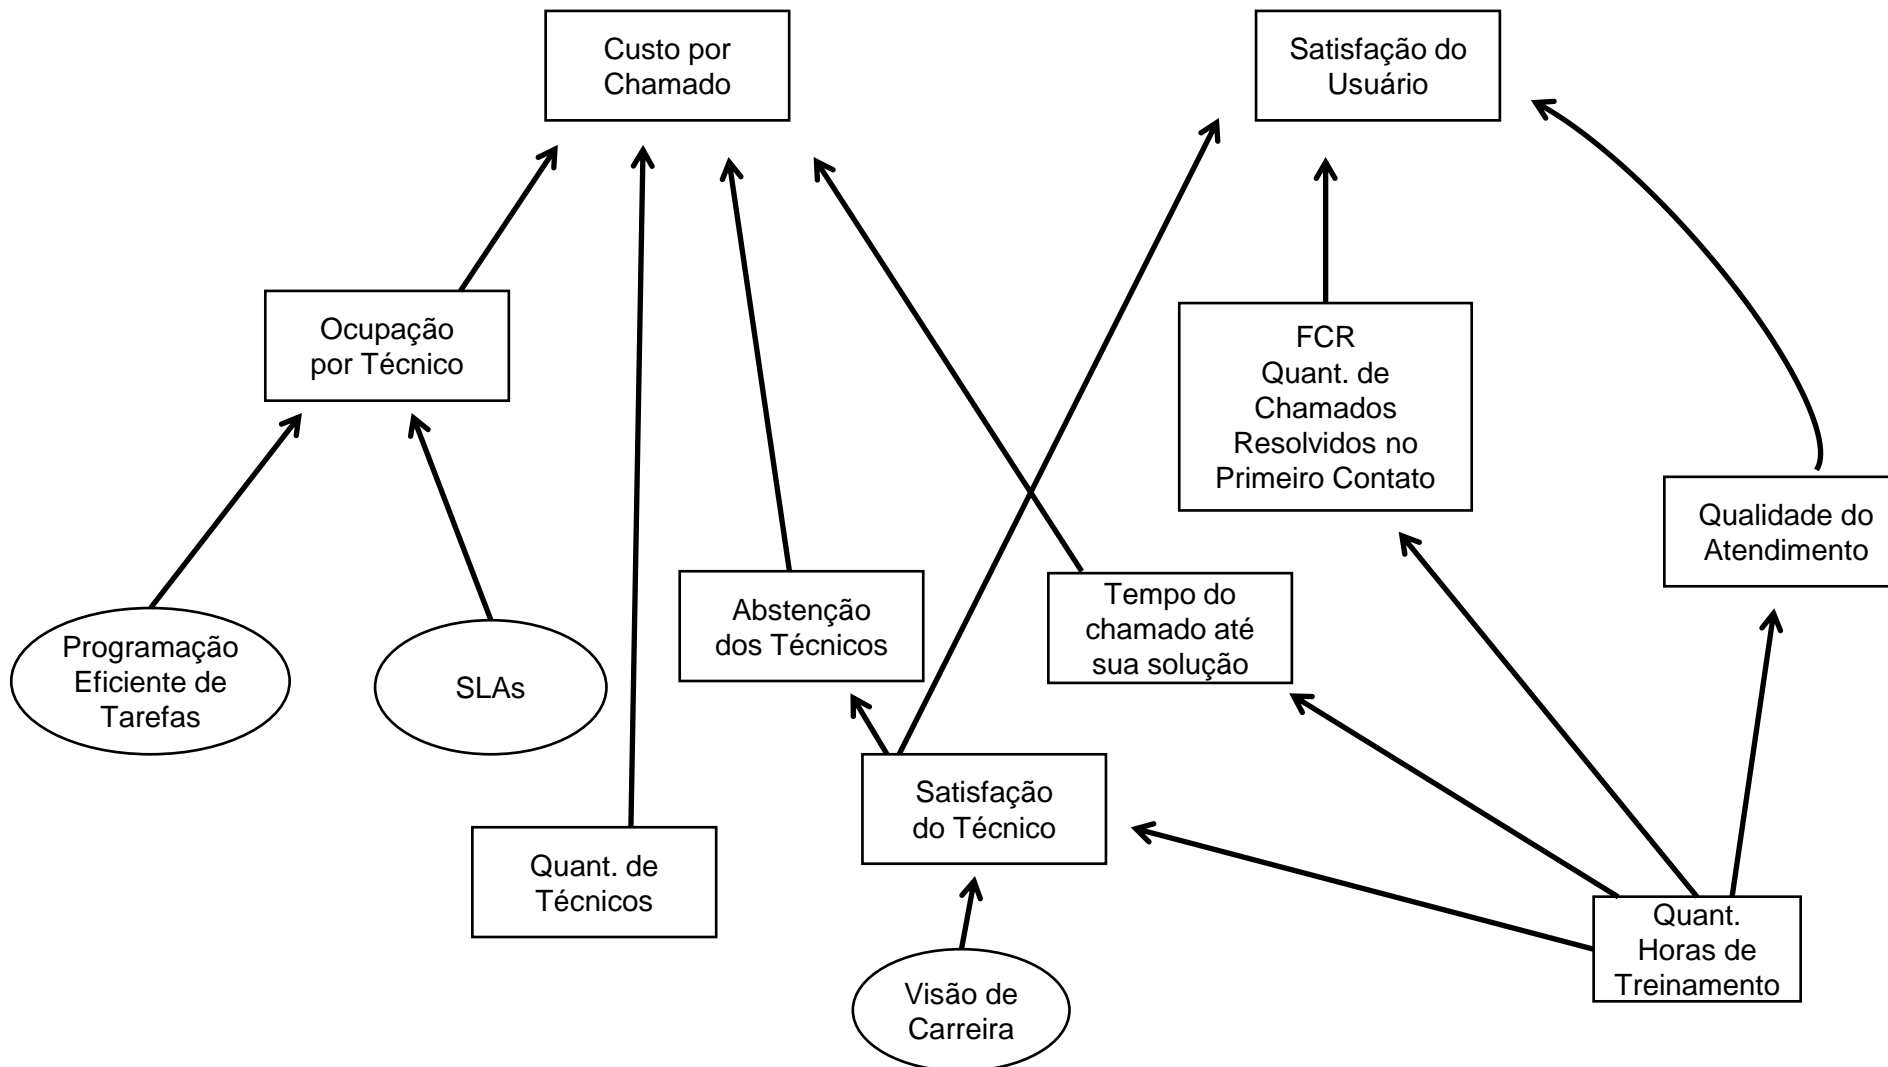 Custo por
Chamado
Satisfação do
Usuário
Ocupação
por Técnico
FCR
Quant. de
Chamados
Resolvidos no
Primeiro Contato
Qualidade do
Atendimento
Programação
Eficiente de
Tarefas
SLAs
Abstenção
dos Técnicos
Tempo do
chamado até
sua solução
Satisfação
do Técnico
Quant. de
Técnicos
Quant.
Horas de
Treinamento
Visão de
Carreira